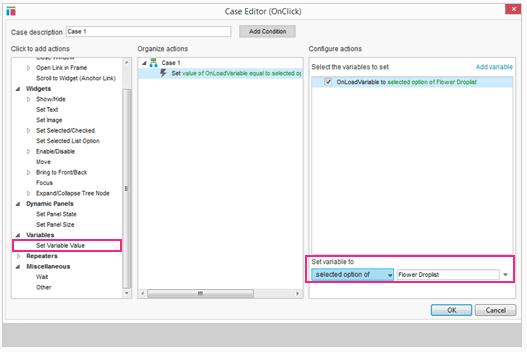 Case Editor (OnClick)
Case description Case 1 Add Condition
Click to add actions
Organize actions
Configure actions
Open Link in Frame
Scroll to Widget (Anchor Link)
Widgets
Show/Hide
Set Text
Set Image
Set Selected/Checked
Set Selected List Option
Enable/Disable
Move
Bring to Front/Back
Focus
Expand/Collapse Tree Node
Dynamic Panels
Set Panel State
Set Panel Size
Variables
Set Variable Value
Repeaters
Miscellaneous
Wait
Other
Case 1
Set value of OnLoadVariable equal to selected
Select the variables to set Add variable
OnLoadVariable to selected option of Flower Droplist
Set variable to
selected option of Flower Droplist
OK Cancel